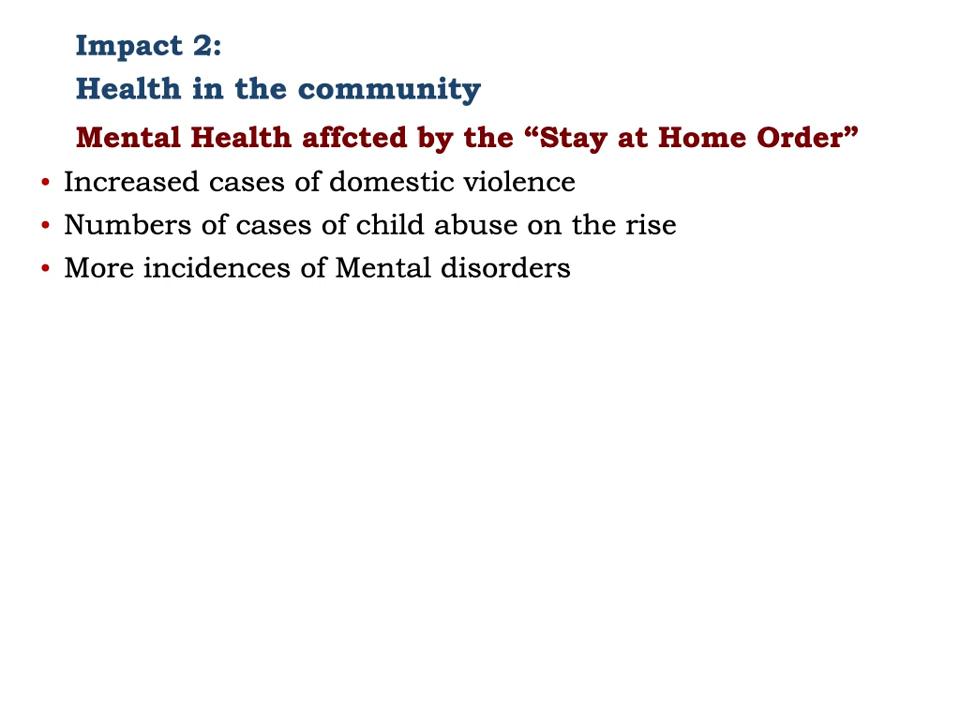 Impact 2:
Health in the community
Mental Health affcted by the “Stay at Home Order”
• Increased cases of domestic violence
• Numbers of cases of child abuse on the rise
• More incidences of Mental disorders